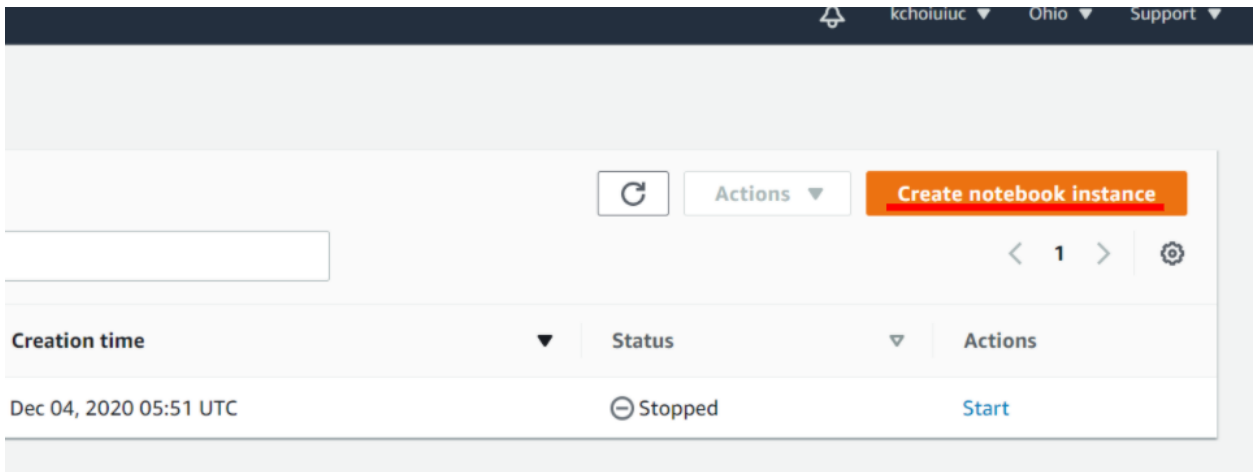 kchoiuiuc Ohio Support
Actions Create notebook instance
1
Creation time Status Actions
Dec 04, 2020 05:51 UTC Stopped Start